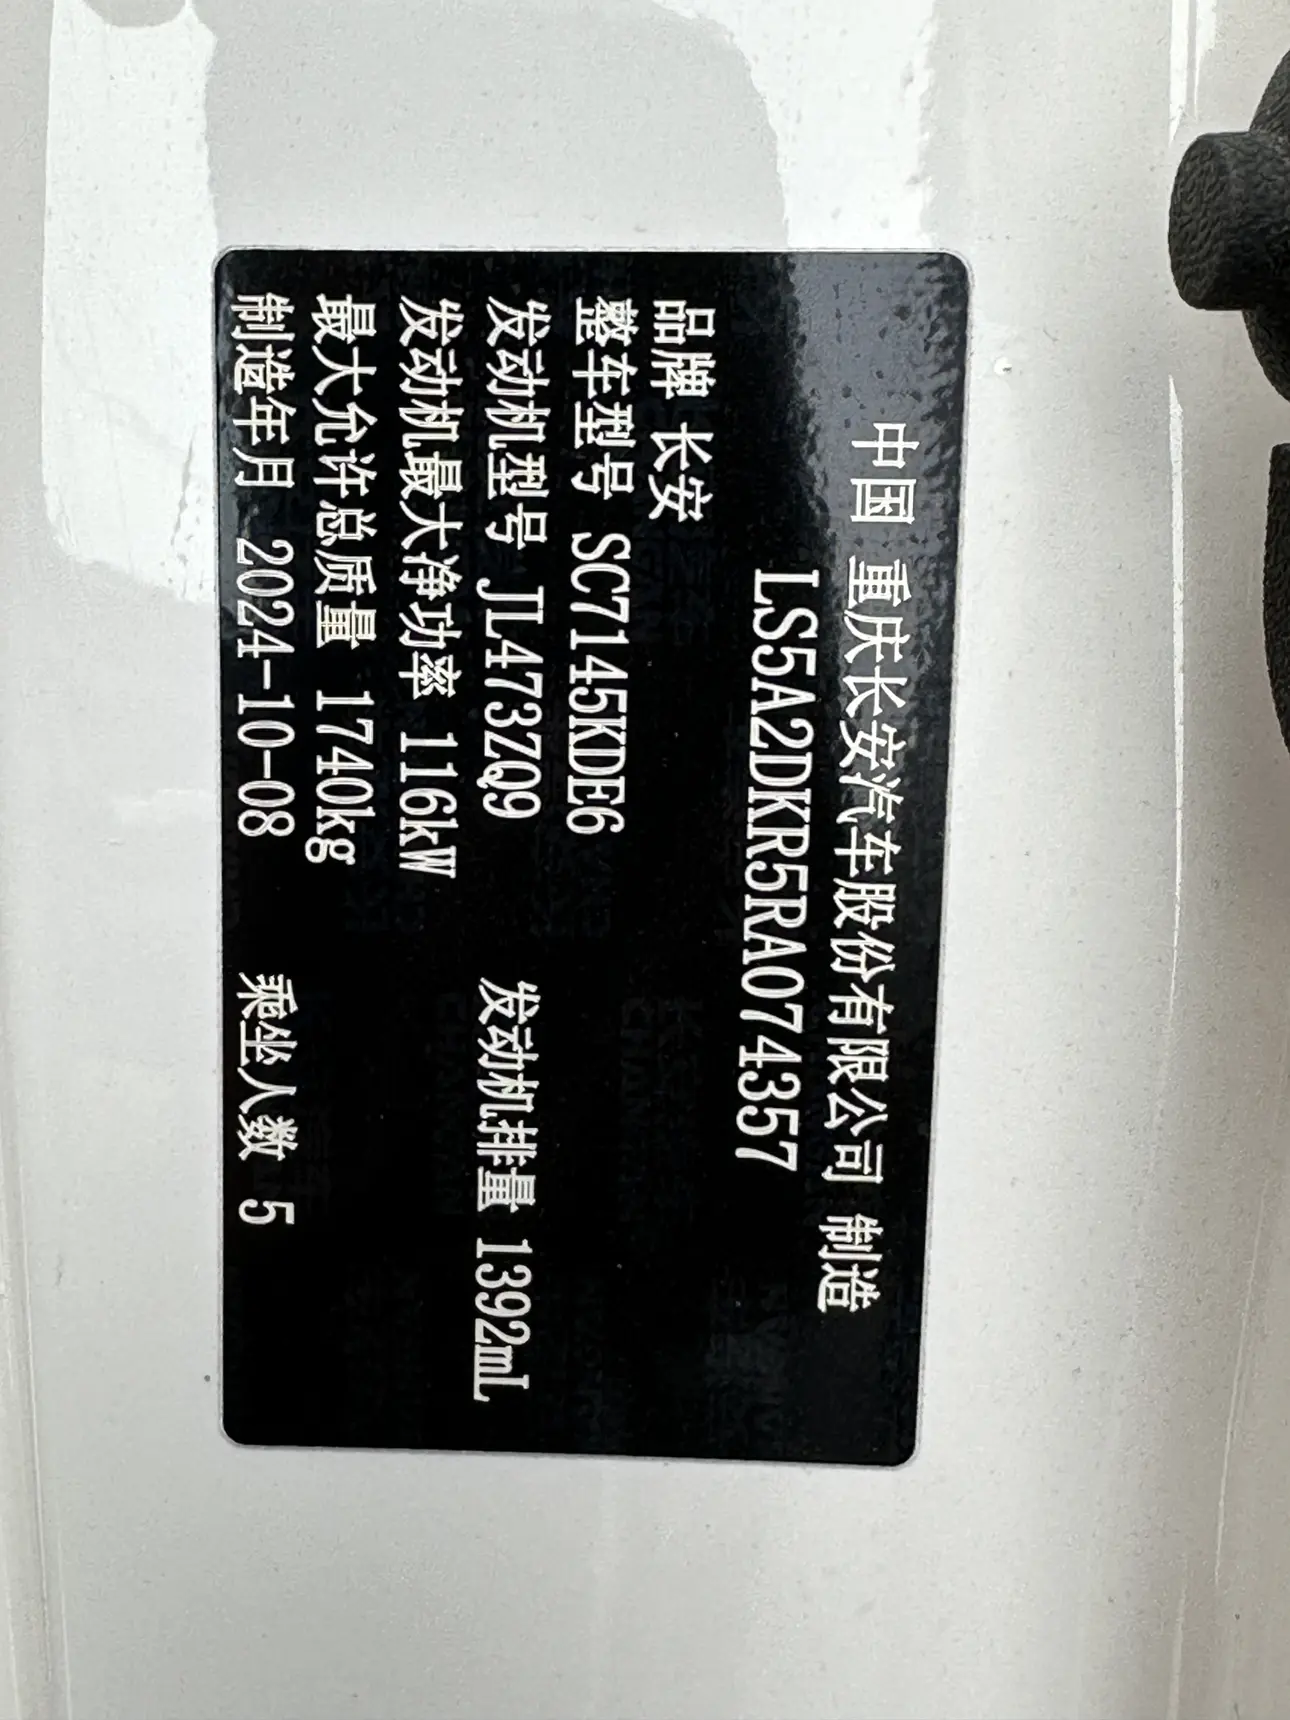 中国 重庆长安汽车股份有限公司 制造
LS5A2DKR5RA074357
品牌 长安
整车型号 SC7145KDE6
发动机型号 JL473ZQ9 发动机排量 1392mL
发动机最大净功率 116kW
最大允许总质量 1740kg
制造年月 2024-10-08 乘坐人数 5